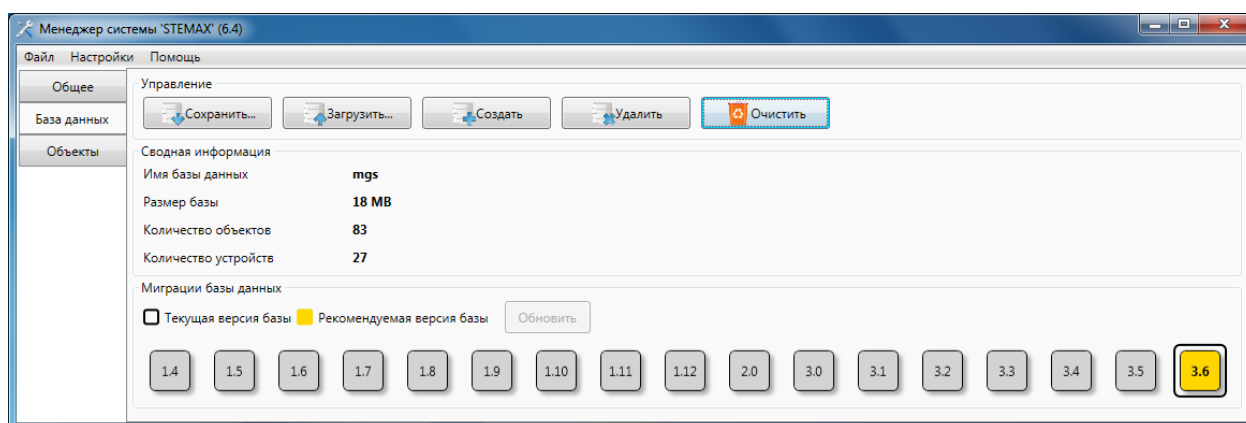 Менеджер системы 'STEMAX' (6.4)
Файл Настройки Помощь
Общее
База данных
Объекты
Управление
Сохранить... Загрузить... Создать Удалить Очистить
Сводная информация
Имя базы данных mgs
Размер базы 18 MB
Количество объектов 83
Количество устройств 27
Миграции базы данных
Текущая версия базы Рекомендуемая версия базы Обновить
1.4 1.5 1.6 1.7 1.8 1.9 1.10 1.11 1.12 2.0 3.0 3.1 3.2 3.3 3.4 3.5 3.6